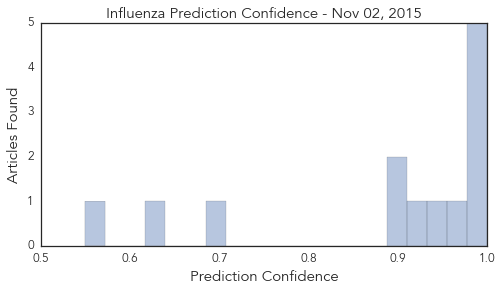 Influenza Prediction Confidence - Nov 02, 2015
Articles Found
5
4
3
2
1
0
0.5 0.6 0.7 0.8 0.9 1.0
Prediction Confidence